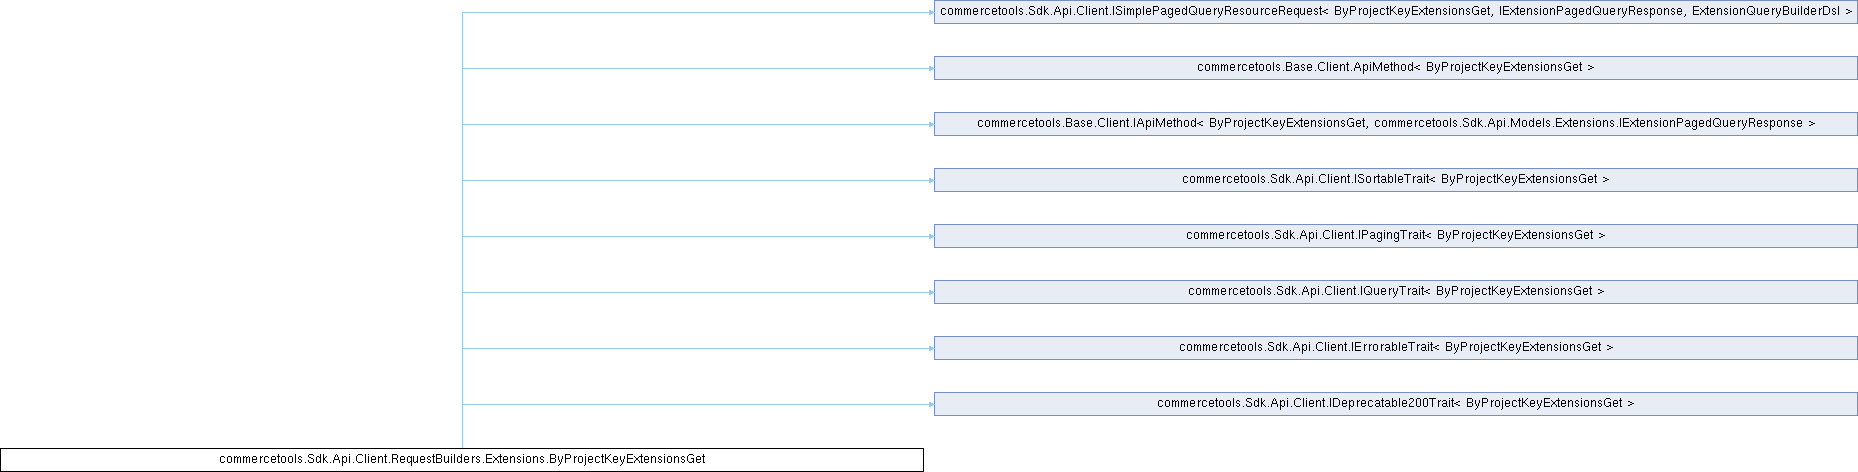 commercetools.Sdk.Api.Client.ISimplePagedQueryResourceRequest< ByProjectKeyExtensionsGet, IExtensionPagedQueryResponse, ExtensionQueryBuilderDsl >
commercetools.Base.Client.ApiMethod< ByProjectKeyExtensionsGet >
commercetools.Base.Client.IApiMethod< ByProjectKeyExtensionsGet, commercetools.Sdk.Api.Models.Extensions.IExtensionPagedQueryResponse >
commercetools.Sdk.Api.Client.ISortableTrait< ByProjectKeyExtensionsGet >
commercetools.Sdk.Api.Client.IPagingTrait< ByProjectKeyExtensionsGet >
commercetools.Sdk.Api.Client.IQueryTrait< ByProjectKeyExtensionsGet >
commercetools.Sdk.Api.Client.IErrorableTrait< ByProjectKeyExtensionsGet >
commercetools.Sdk.Api.Client.IDeprecatable200Trait< ByProjectKeyExtensionsGet >
commercetools.Sdk.Api.Client.RequestBuilders.Extensions.ByProjectKeyExtensionsGet